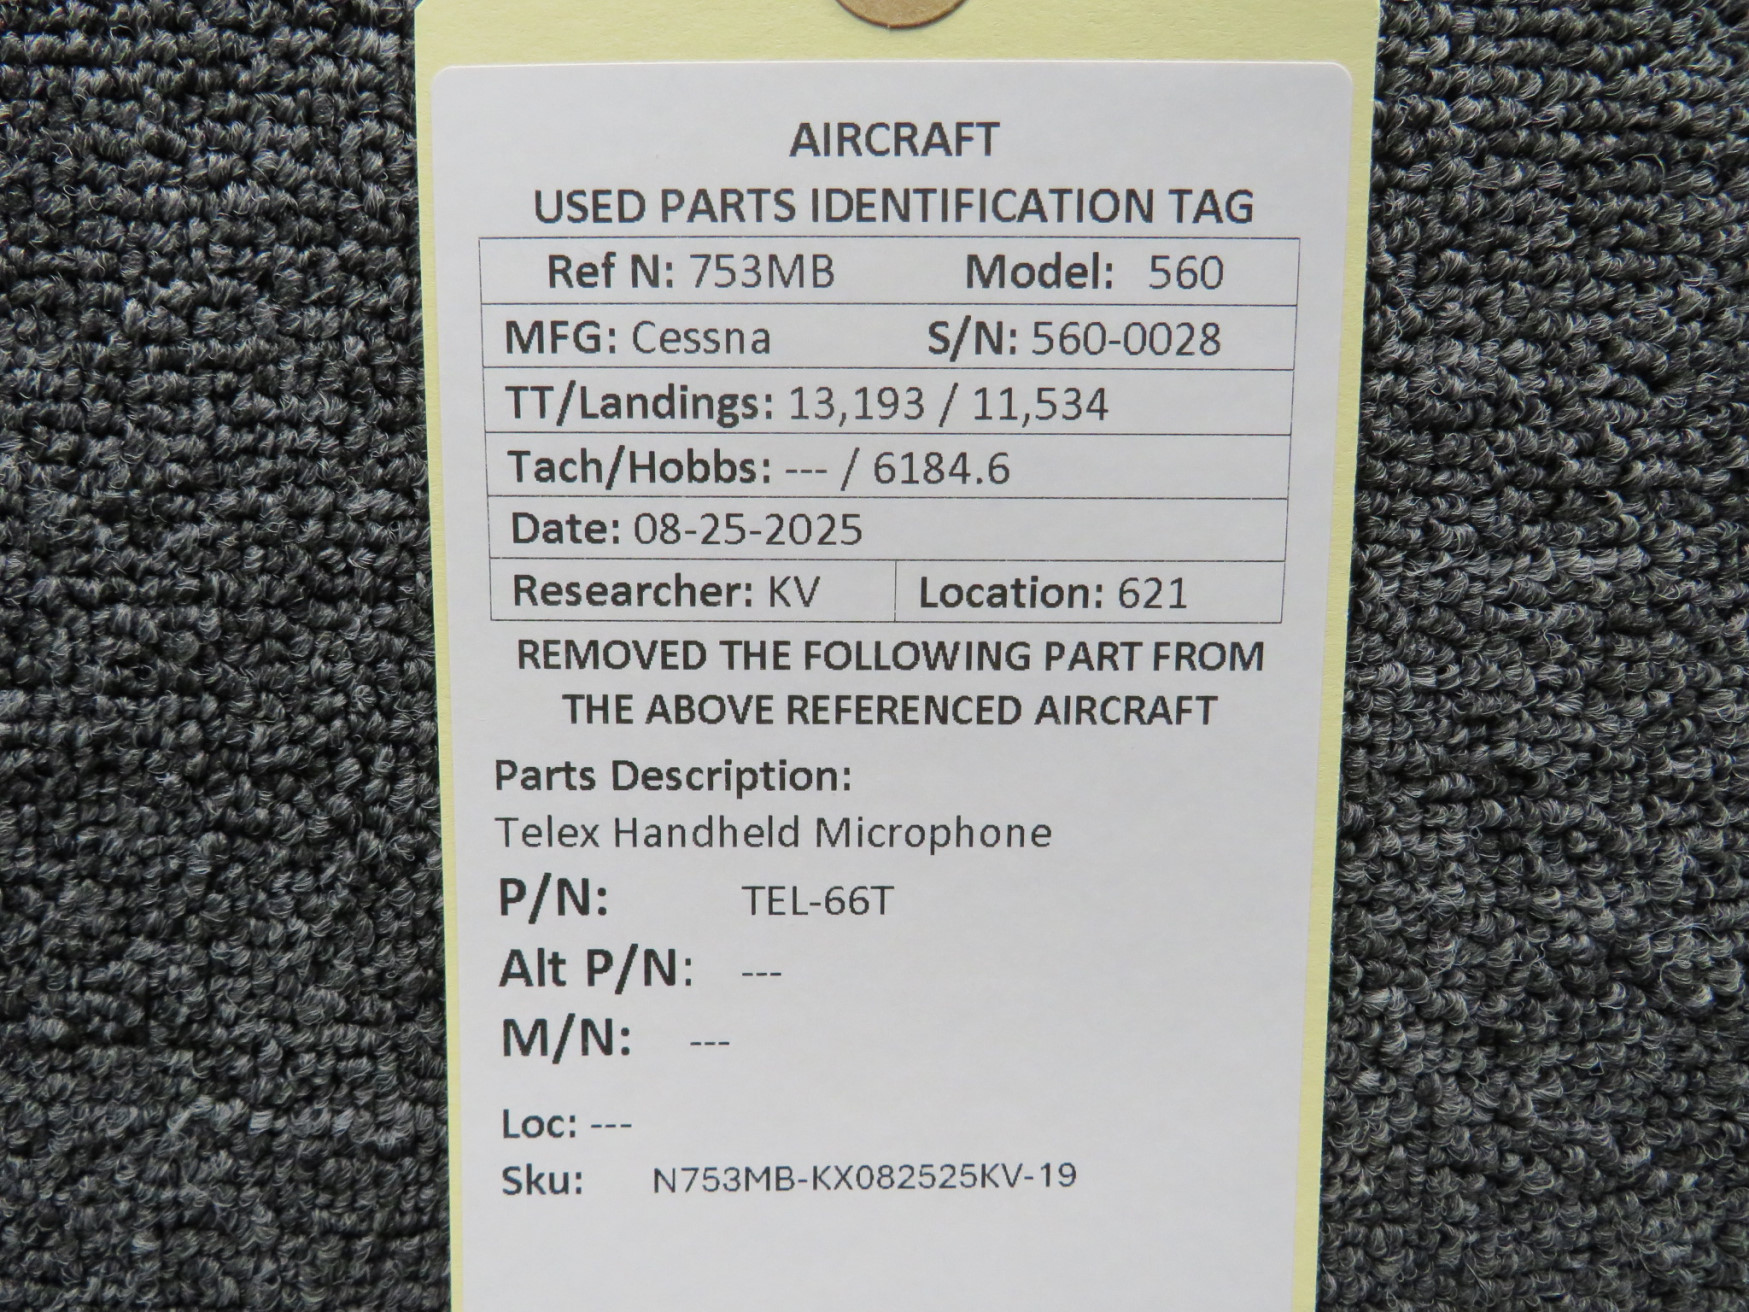 AIRCRAFT
USED PARTS IDENTIFICATION TAG
Ref N: 753MB Model: 560
MFG: Cessna S/N: 560-0028
TT/Landings: 13,193 / 11,534
Tach/Hobbs: --- / 6184.6
Date: 08-25-2025
Researcher: KV Location: 621
REMOVED THE FOLLOWING PART FROM
THE ABOVE REFERENCED AIRCRAFT
Parts Description:
Telex Handheld Microphone
P/N: TEL-66T
Alt P/N: ---
M/N: ---
Loc: ---
Sku: N753MB-KX082525KV-19